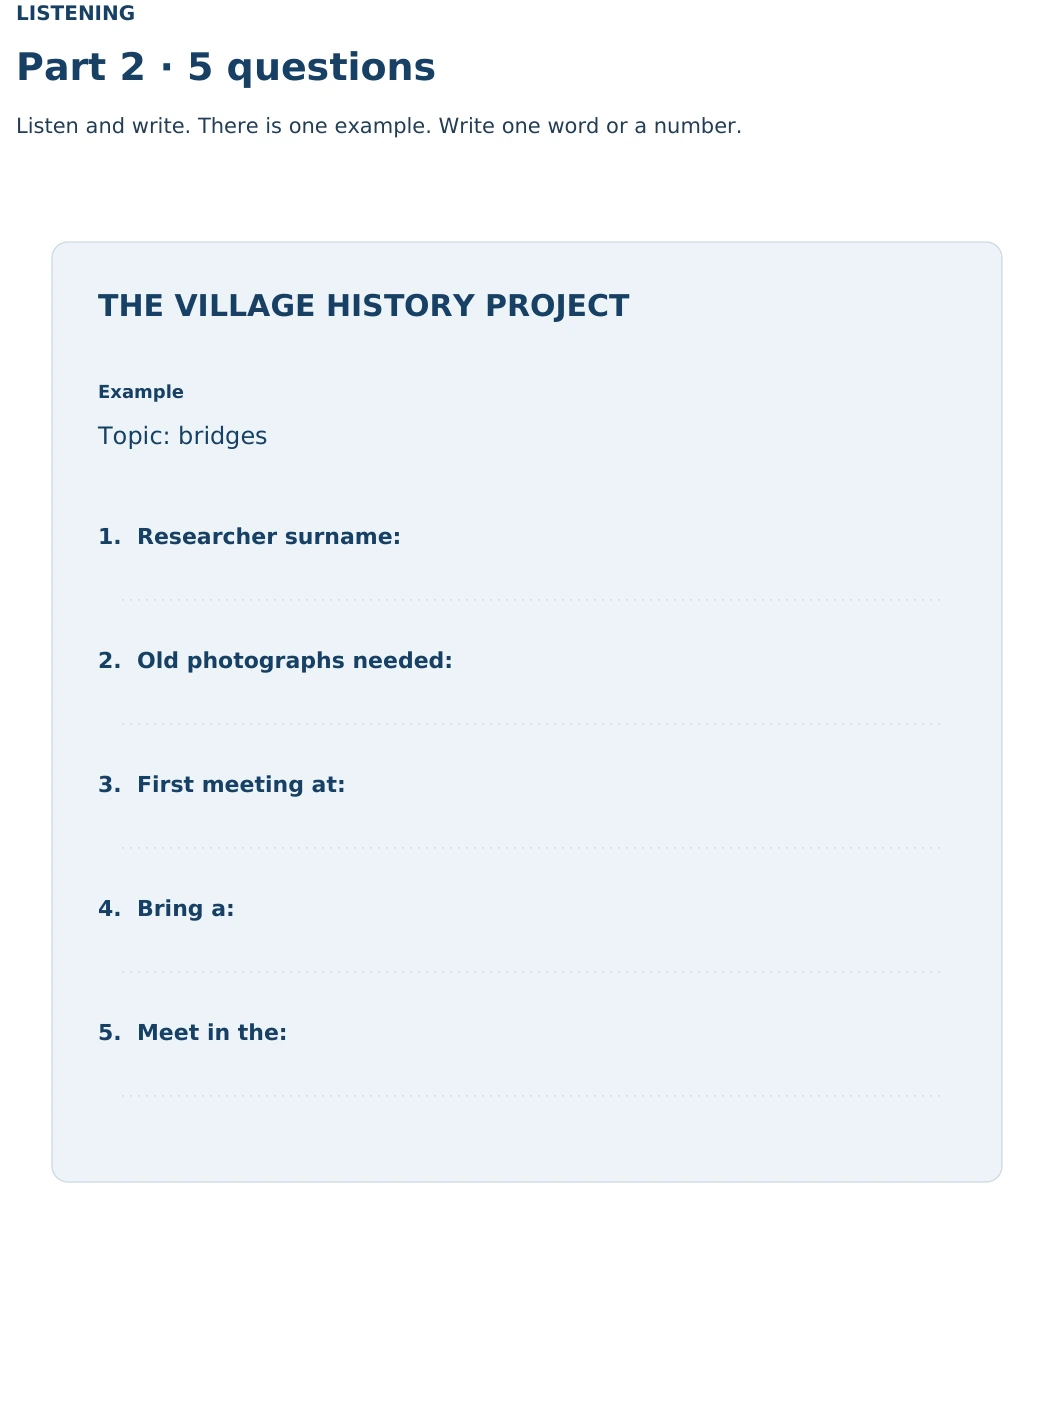 LISTENING
Part 2 · 5 questions
Listen and write. There is one example. Write one word or a number.
THE VILLAGE HISTORY PROJECT
Example
Topic: bridges
1. Researcher surname:
2. Old photographs needed:
3. First meeting at:
4. Bring a:
5. Meet in the: